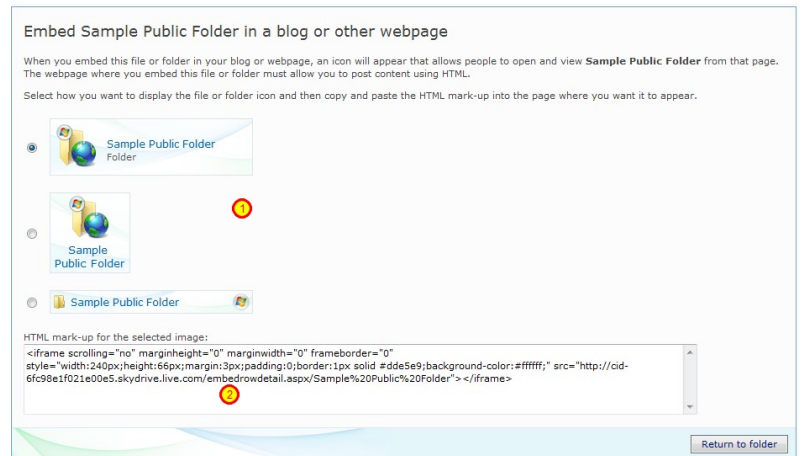 Embed Sample Public Folder in a blog or other webpage
When you embed this file or folder in your blog or webpage, an icon will appear that allows people to open and view Sample Public Folder from that page.
The webpage where you embed this file or folder must allow you to post content using HTML.
Select how you want to display the file or folder icon and then copy and paste the HTML mark-up into the page where you want it to appear.
Sample Public Folder
Folder
1
Sample
Public Folder
Sample Public Folder
HTML mark-up for the selected image:
<iframe scrolling="no" marginheight="0" marginwidth="0" frameborder="0"
style="width:240px;height:66px;margin:3px;padding:0;border:1px solid #dde5e9;background-color:#ffffff;" src="http://cid-
6fc98e1f021e00e5.skydrive.live.com/embedrowdetail.aspx/Sample%20Public%20Folder"></iframe>
2
Return to folder